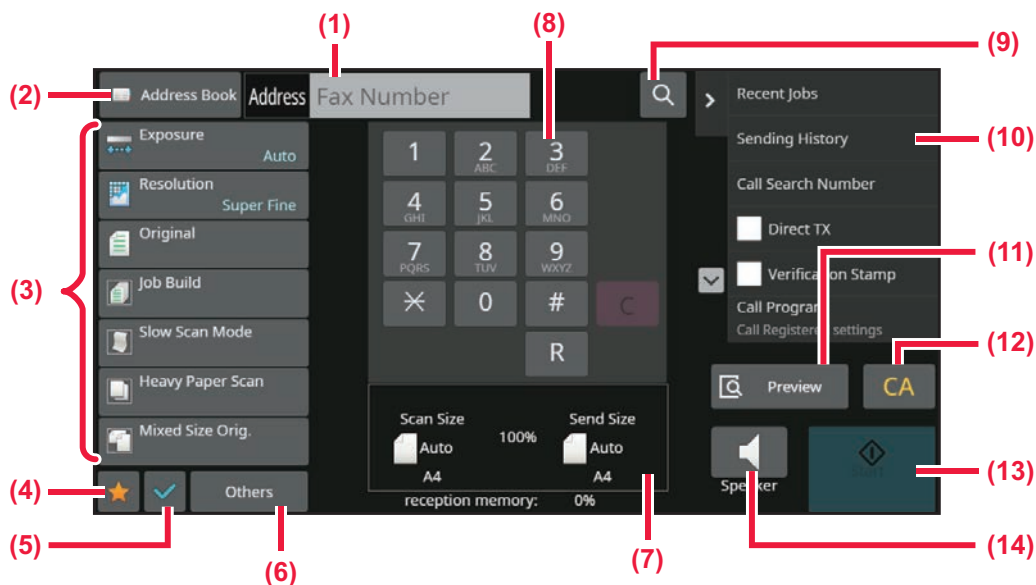 (1)
(8)
(9)
(2)
Address Book
Address
Fax Number
Recent Jobs
(3)
Exposure
Auto
Resolution
Super Fine
Original
Job Build
Slow Scan Mode
Heavy Paper Scan
Mixed Size Orig.
1
2
ABC
3
DEF
4
GHI
5
JKL
6
MNO
7
PQRS
8
TUV
9
WXYZ
0
#
C
R
Sending History
(10)
Call Search Number
Direct TX
(11)
Verification Stamp
Call Program
Call Registered settings
(12)
Preview
CA
Scan Size
Send Size
Auto
100%
Auto
A4
A4
reception memory: 0%
Speaker
Start
(13)
(4)
Others
(5)
(6)
(7)
(14)